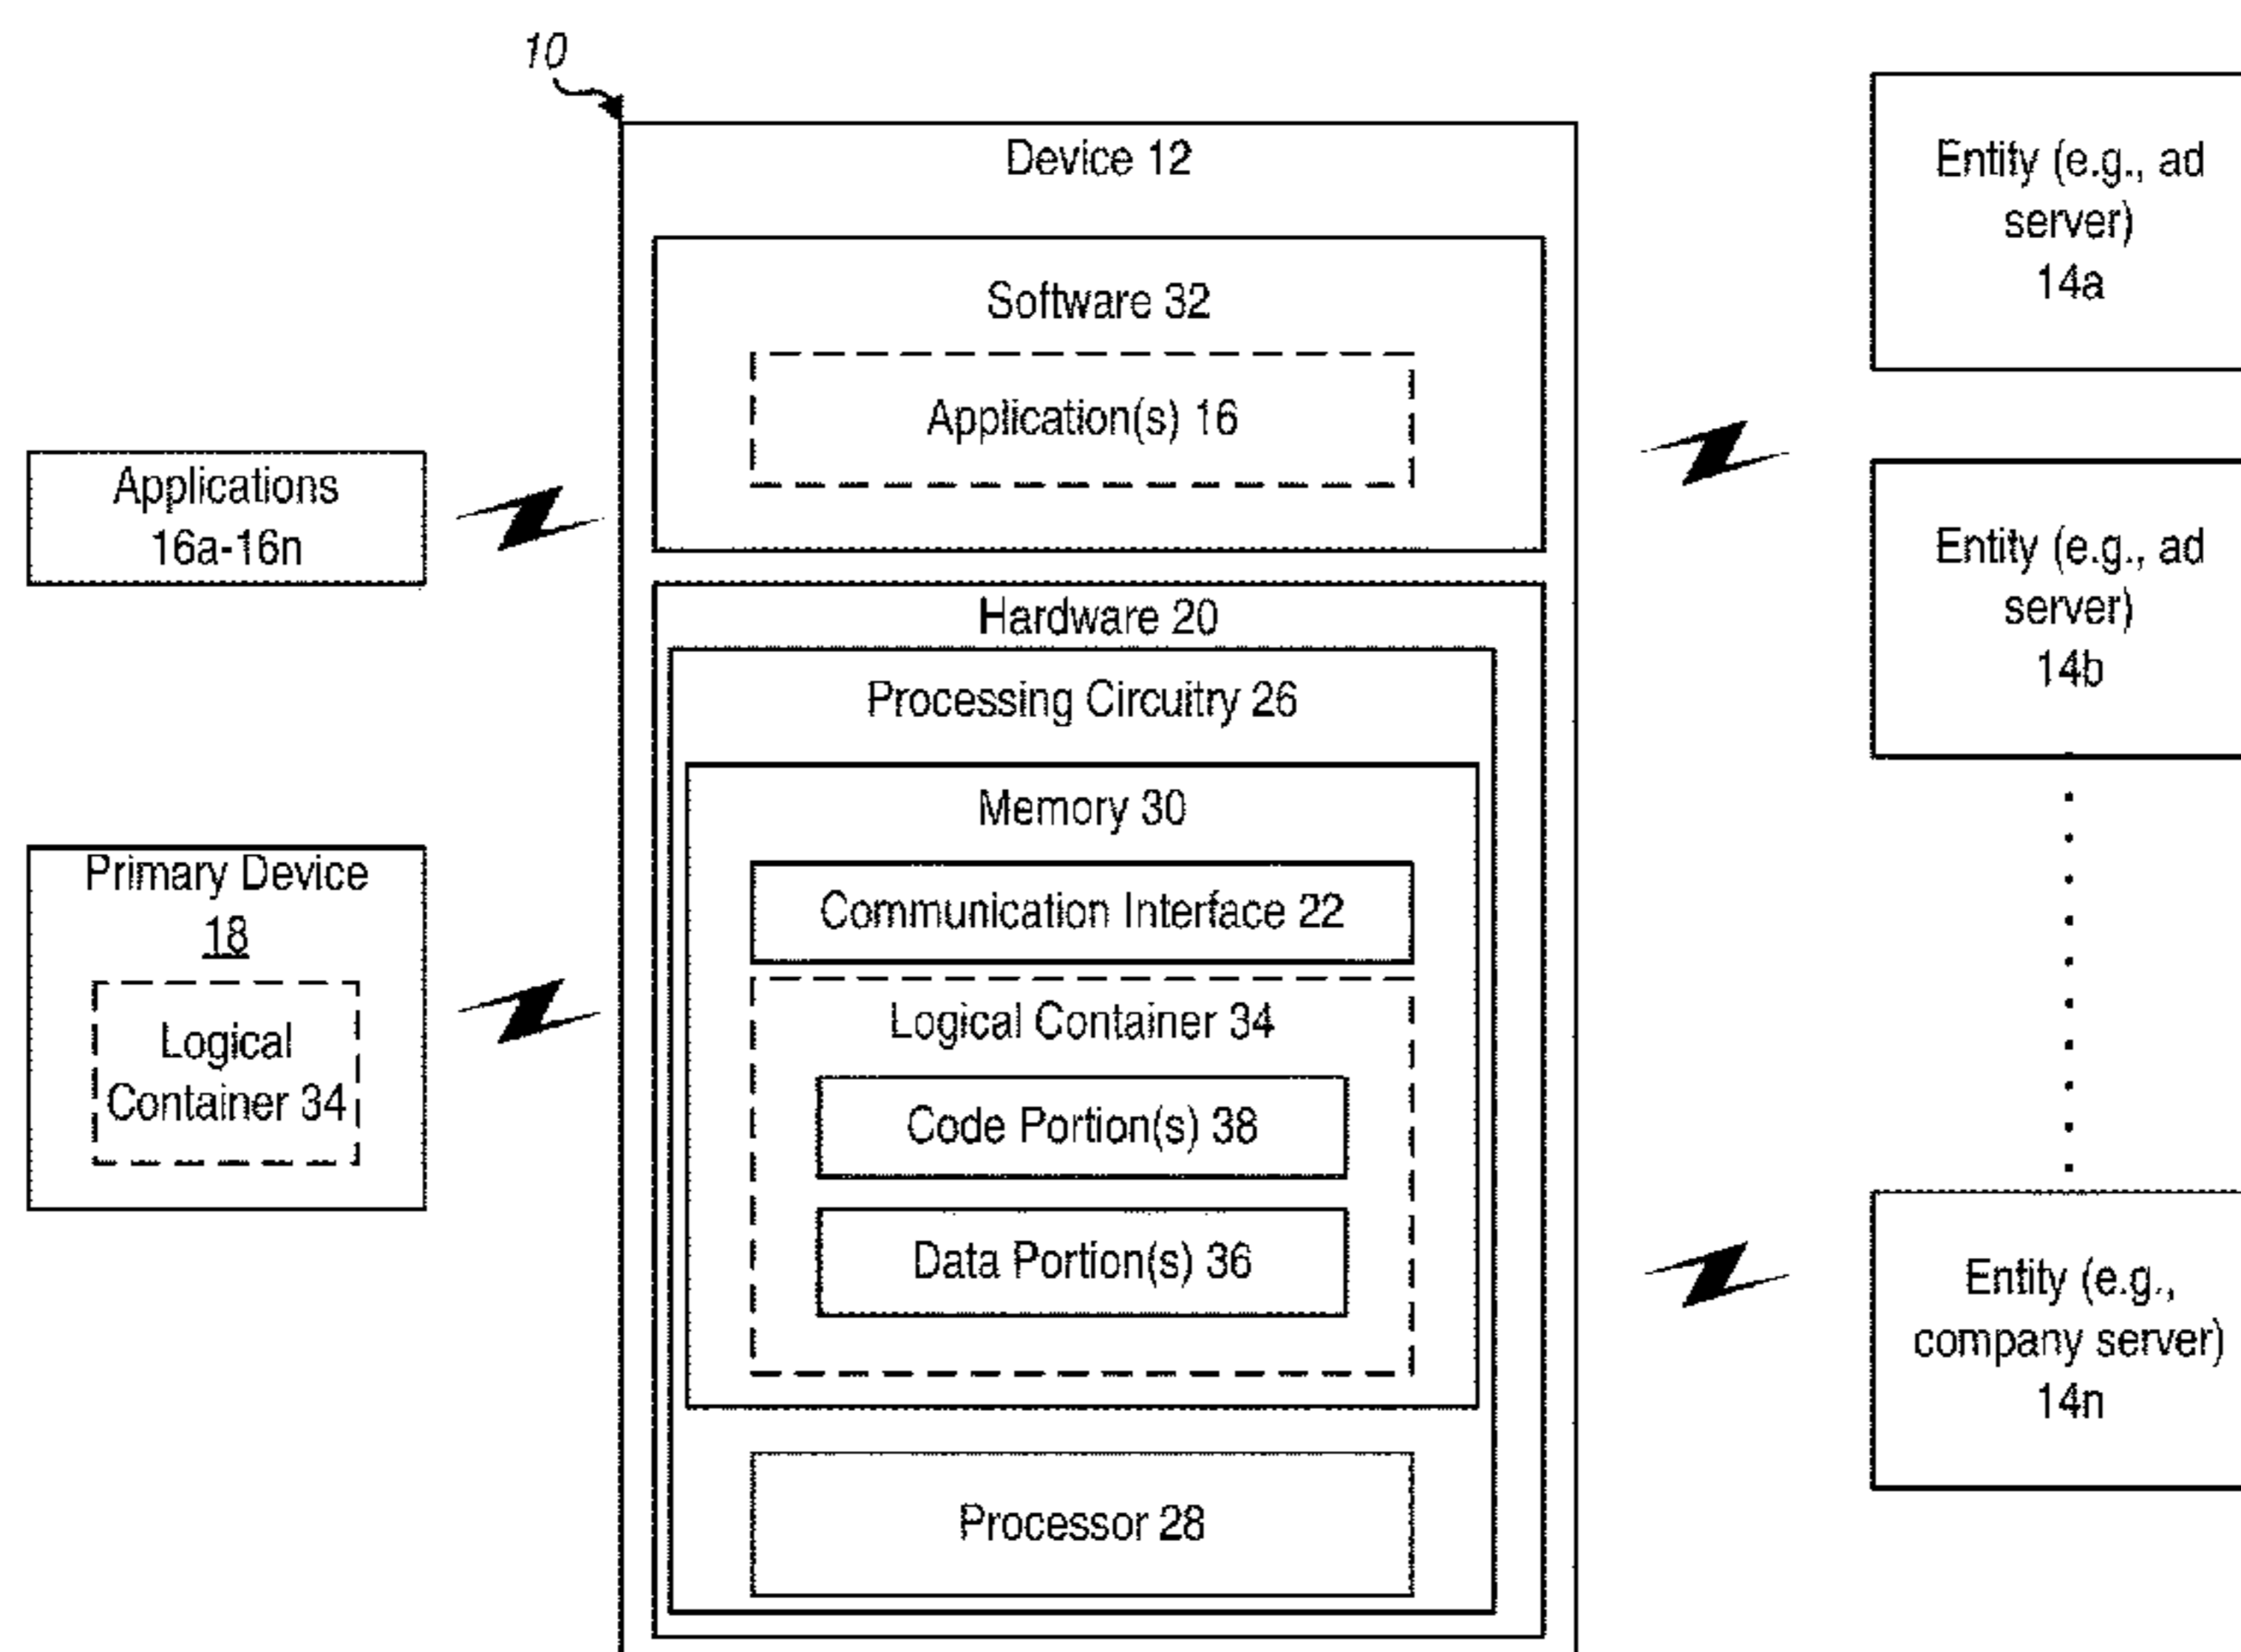 10
Device 12
Software 32
Application(s) 16
Applications
16a-16n
Hardware 20
Processing Circuitry 26
Memory 30
Communication Interface 22
Logical Container 34
Code Portion(s) 38
Data Portion(s) 36
Processor 28
Primary Device
18
Logical
Container 34
Entity (e.g., ad
server)
14a
Entity (e.g., ad
server)
14b
Entity (e.g.,
company server)
14n